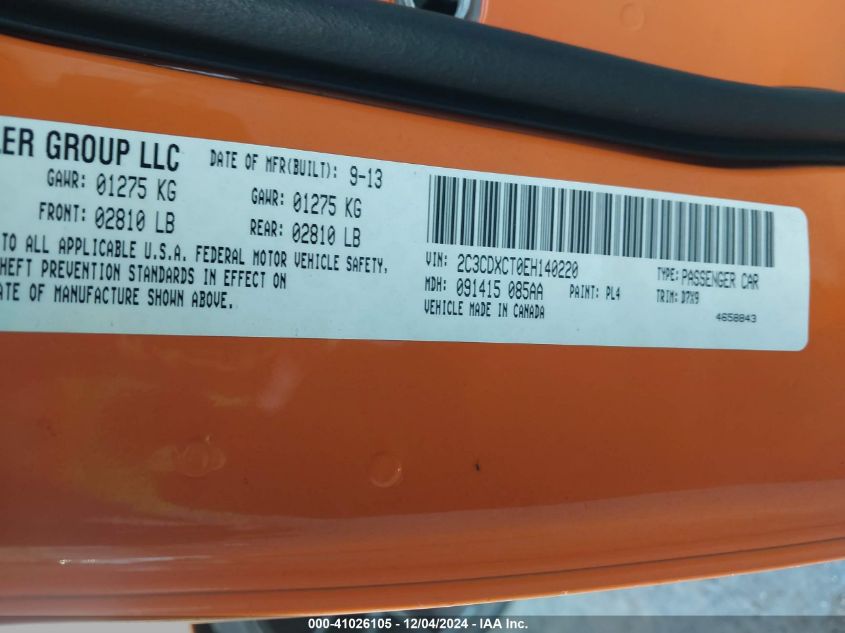 LER GROUP LLC DATE OF MFR(BUILT): 9-13
GAWR: 01275 KG GAWR: 01275 KG
FRONT: 02810 LB REAR: 02810 LB
TO ALL APPLICABLE U.S.A. FEDERAL MOTOR VEHICLE SAFETY,
HEFT PREVENTION STANDARDS IN EFFECT ON
ATE OF MANUFACTURE SHOWN ABOVE.
VIN: 2C3CDXCT0EH140220 TYPE: PASSENGER CAR
MDH: 091415 085AA PAINT: PL4 TRIM: D7X9
VEHICLE MADE IN CANADA 4658843
000-41026105 - 12/04/2024 - IAA Inc.